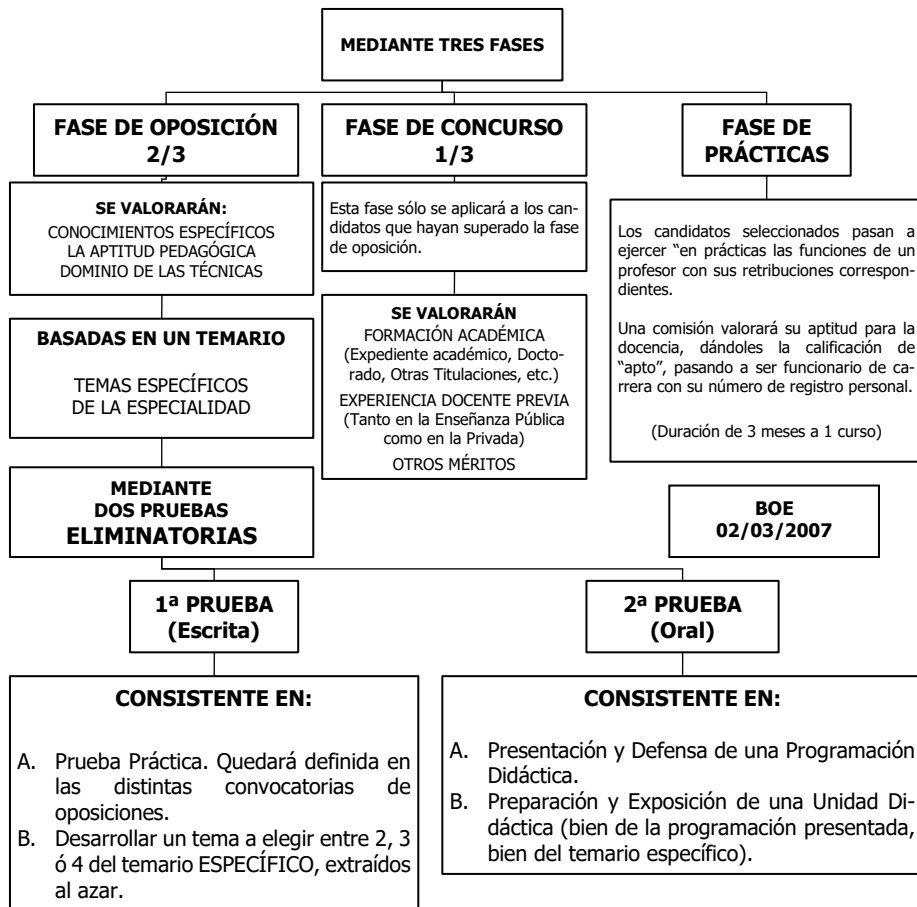 MEDIANTE TRES FASES
FASE DE OPOSICIÓN
2/3
SE VALORARÁN:
CONOCIMIENTOS ESPECÍFICOS
LA APTITUD PEDAGÓGICA
DOMINIO DE LAS TÉCNICAS
BASADAS EN UN TEMARIO
TEMAS ESPECÍFICOS
DE LA ESPECIALIDAD
MEDIANTE
DOS PRUEBAS
ELIMINATORIAS
FASE DE CONCURSO
1/3
Esta fase sólo se aplicará a los can-
didatos que hayan superado la fase
de oposición.
SE VALORARÁN
FORMACIÓN ACADÉMICA
(Expediente académico, Docto-
rado, Otras Titulaciones, etc.)
EXPERIENCIA DOCENTE PREVIA
(Tanto en la Enseñanza Pública
como en la Privada)
OTROS MÉRITOS
FASE DE
PRÁCTICAS
Los candidatos seleccionados pasan a
ejercer “en prácticas las funciones de un
profesor con sus retribuciones correspon-
dientes.
Una comisión valorará su aptitud para la
docencia, dándoles la calificación de
“apto”, pasando a ser funcionario de ca-
rrera con su número de registro personal.
(Duración de 3 meses a 1 curso)
BOE
02/03/2007
1ª PRUEBA
(Escrita)
CONSISTENTE EN:
A. Prueba Práctica. Quedará definida en
las distintas convocatorias de
oposiciones.
B. Desarrollar un tema a elegir entre 2, 3
ó 4 del temario ESPECÍFICO, extraídos
al azar.
2ª PRUEBA
(Oral)
CONSISTENTE EN:
A. Presentación y Defensa de una Programación
Didáctica.
B. Preparación y Exposición de una Unidad Di-
dáctica (bien de la programación presentada,
bien del temario específico).